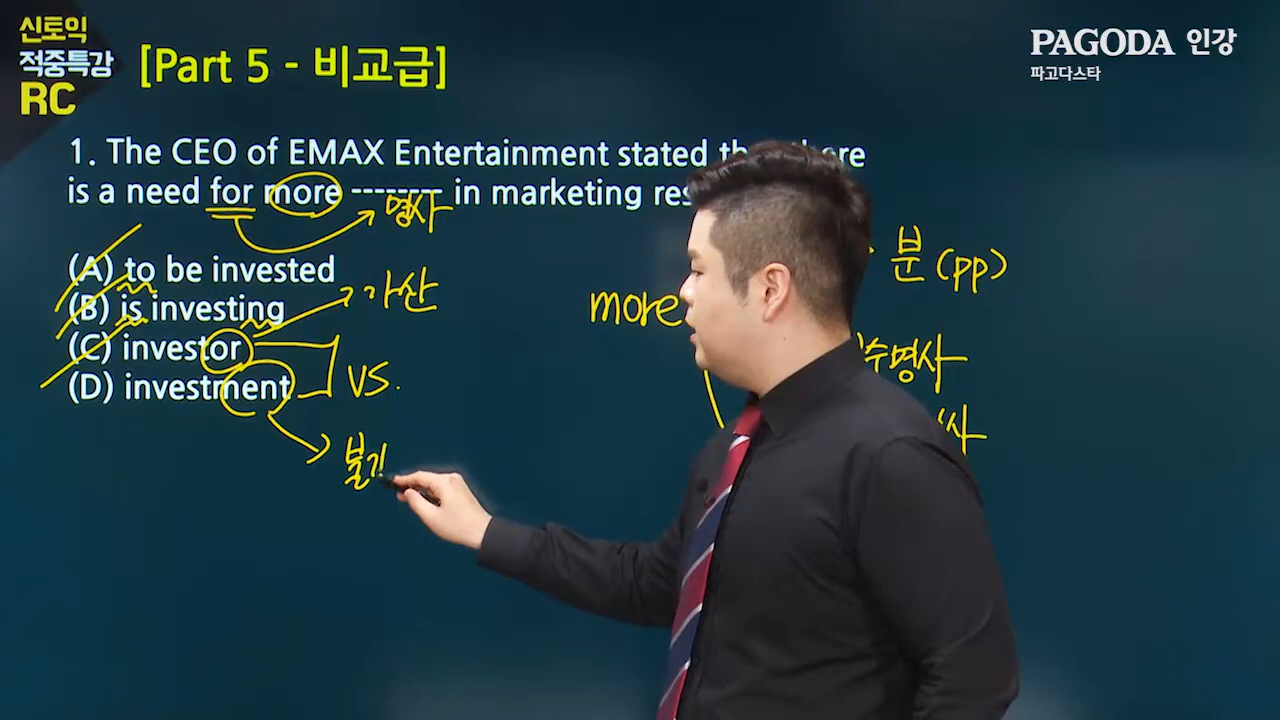 신토익
적중특강
RC
[Part 5 - 비교급]
PAGODA 인강
파고다스타
1. The CEO of EMAX Entertainment stated
is a need for more -------- in marketing
명사
(A) to be invested
(B) is investing
(C) investor
(D) investment
가산
VS.
불가
more
분 (pp)
수명사
사